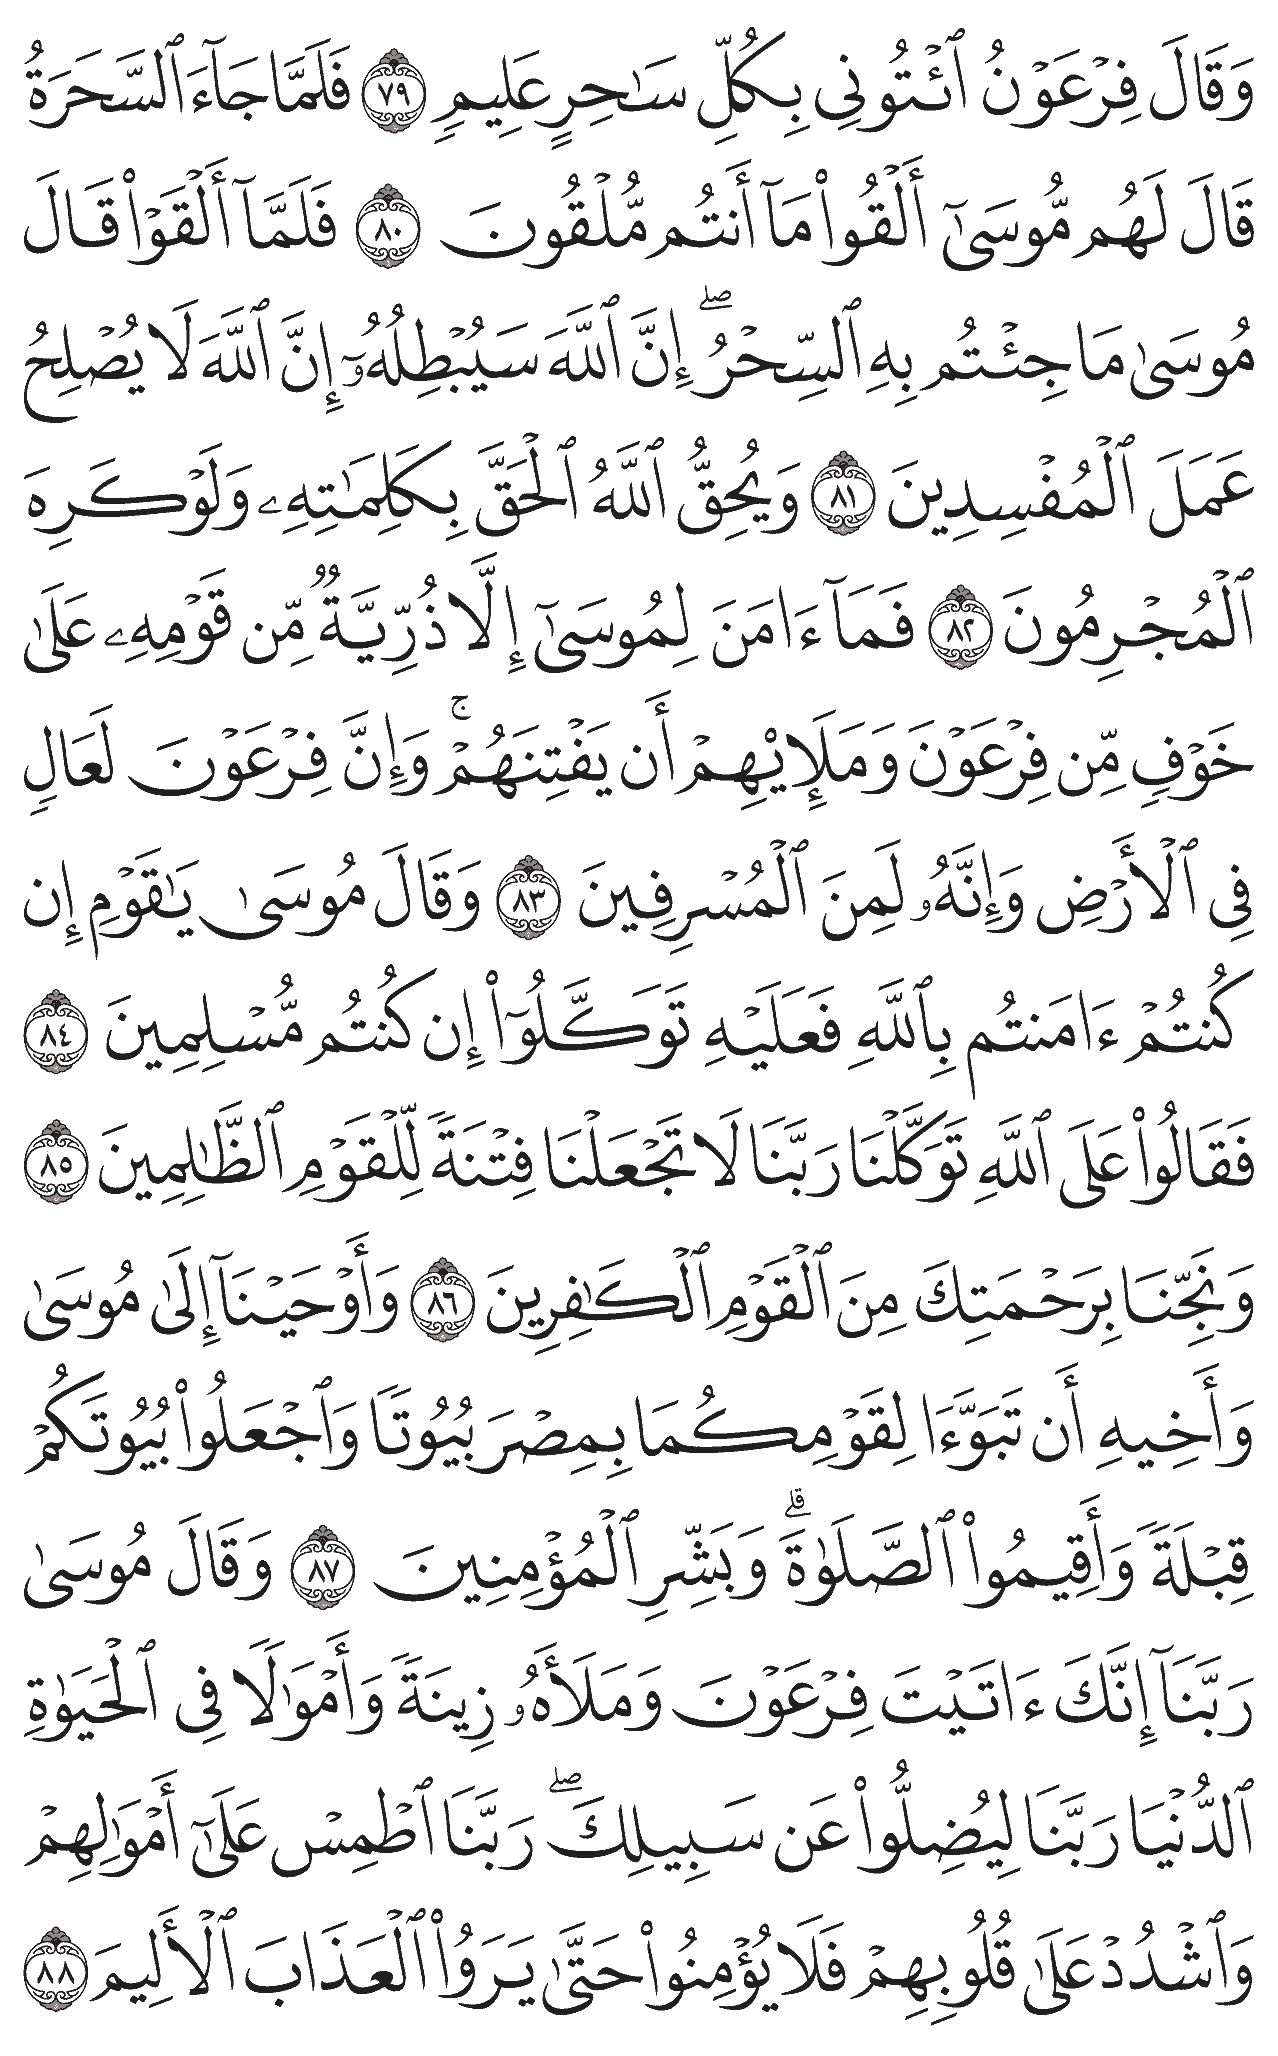 وَقَالَ فِرْعَوْنُ ٱئْتُونِى بِكُلِّ سَٰحِرٍ عَلِيمٍ ٧٩ فَلَمَّا جَآءَ ٱلسَّحَرَةُ
قَالَ لَهُم مُّوسَىٰٓ أَلْقُوا۟ مَآ أَنتُم مُّلْقُونَ ٨٠ فَلَمَّآ أَلْقَوْا۟ قَالَ
مُوسَىٰ مَا جِئْتُم بِهِ ٱلسِّحْرُ ۖ إِنَّ ٱللَّهَ سَيُبْطِلُهُۥٓ إِنَّ ٱللَّهَ لَا يُصْلِحُ
عَمَلَ ٱلْمُفْسِدِينَ ٨١ وَيُحِقُّ ٱللَّهُ ٱلْحَقَّ بِكَلِمَٰتِهِۦ وَلَوْ كَرِهَ
ٱلْمُجْرِمُونَ ٨٢ فَمَآ ءَامَنَ لِمُوسَىٰٓ إِلَّا ذُرِّيَّةٌ مِّن قَوْمِهِۦ عَلَىٰ
خَوْفٍ مِّن فِرْعَوْنَ وَمَلَإِي۟هِمْ أَن يَفْتِنَهُمْ ۚ وَإِنَّ فِرْعَوْنَ لَعَالٍ
فِى ٱلْأَرْضِ وَإِنَّهُۥ لَمِنَ ٱلْمُسْرِفِينَ ٨٣ وَقَالَ مُوسَىٰ يَٰقَوْمِ إِن
كُنتُمْ ءَامَنتُم بِٱللَّهِ فَعَلَيْهِ تَوَكَّلُوٓا۟ إِن كُنتُم مُّسْلِمِينَ ٨٤
فَقَالُوا۟ عَلَى ٱللَّهِ تَوَكَّلْنَا رَبَّنَا لَا تَجْعَلْنَا فِتْنَةً لِّلْقَوْمِ ٱلظَّٰلِمِينَ ٨٥
وَنَجِّنَا بِرَحْمَتِكَ مِنَ ٱلْقَوْمِ ٱلْكَٰفِرِينَ ٨٦ وَأَوْحَيْنَآ إِلَىٰ مُوسَىٰ
وَأَخِيهِ أَن تَبَوَّءَا لِقَوْمِكُمَا بِمِصْرَ بُيُوتًا وَٱجْعَلُوا۟ بُيُوتَكُمْ
قِبْلَةً وَأَقِيمُوا۟ ٱلصَّلَوٰةَ ۗ وَبَشِّرِ ٱلْمُؤْمِنِينَ ٨٧ وَقَالَ مُوسَىٰ
رَبَّنَآ إِنَّكَ ءَاتَيْتَ فِرْعَوْنَ وَمَلَأَهُۥ زِينَةً وَأَمْوَٰلًا فِى ٱلْحَيَوٰةِ
ٱلدُّنْيَا رَبَّنَا لِيُضِلُّوا۟ عَن سَبِيلِكَ ۖ رَبَّنَا ٱطْمِسْ عَلَىٰٓ أَمْوَٰلِهِمْ
وَٱشْدُدْ عَلَىٰ قُلُوبِهِمْ فَلَا يُؤْمِنُوا۟ حَتَّىٰ يَرَوُا۟ ٱلْعَذَابَ ٱلْأَلِيمَ ٨٨